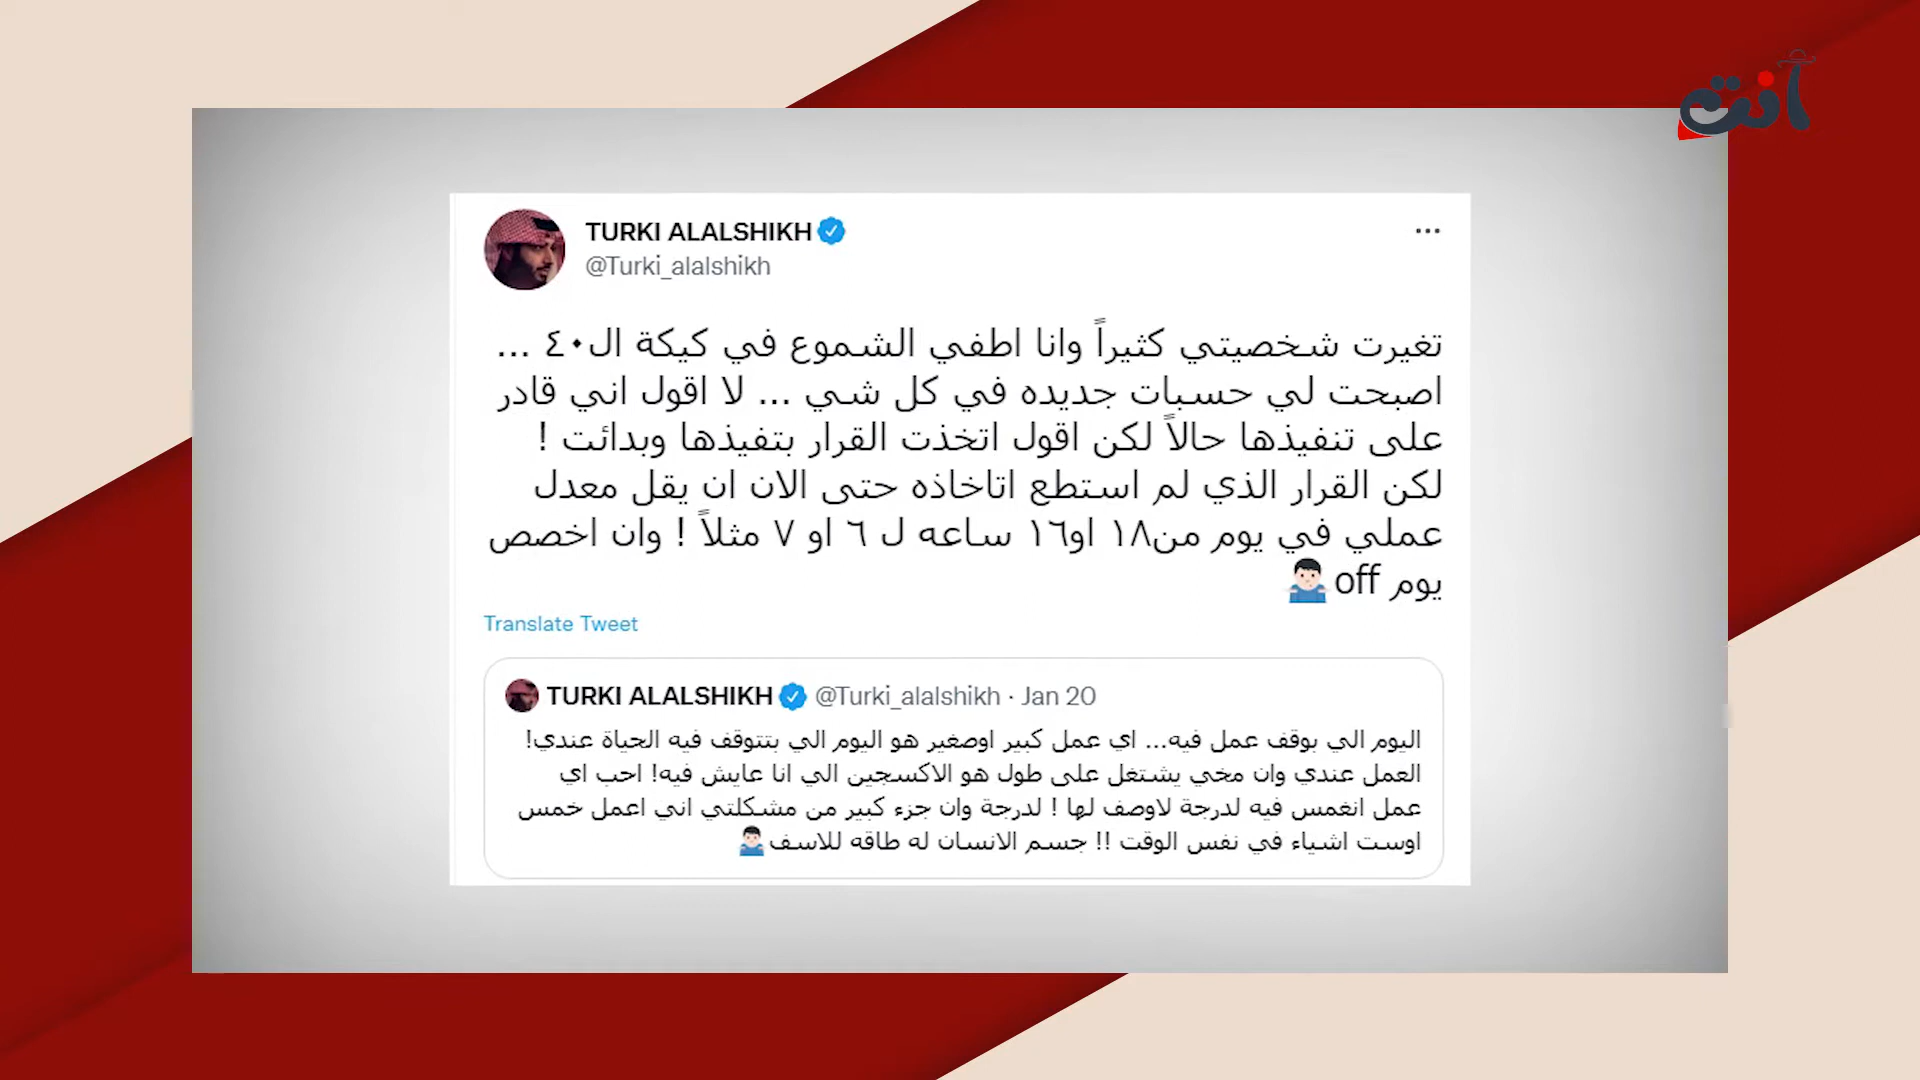 أنت
TURKI ALALSHIKH
@Turki_alalshikh
تغيرت شخصيتي كثيراً وانا اطفي الشموع في كيكة ال٤٠ ...
اصبحت لي حسبات جديده في كل شي ... لا اقول اني قادر
على تنفيذها حالاً لكن اقول اتخذت القرار بتفيذها وبدائت !
لكن القرار الذي لم استطع اتاخاذه حتى الان ان يقل معدل
عملي في يوم من١٨ او١٦ ساعه ل ٦ او ٧ مثلاً ! وان اخصص
يوم off🤷🏻‍♂️
Translate Tweet
TURKI ALALSHIKH @Turki_alalshikh · Jan 20
اليوم الي بوقف عمل فيه... اي عمل كبير اوصغير هو اليوم الي بتتوقف فيه الحياة عندي!
العمل عندي وان مخي يشتغل على طول هو الاكسجين الي انا عايش فيه! احب اي
عمل انغمس فيه لدرجة لاوصف لها ! لدرجة وان جزء كبير من مشكلتي اني اعمل خمس
اوست اشياء في نفس الوقت !! جسم الانسان له طاقه للاسف🤷🏻‍♂️